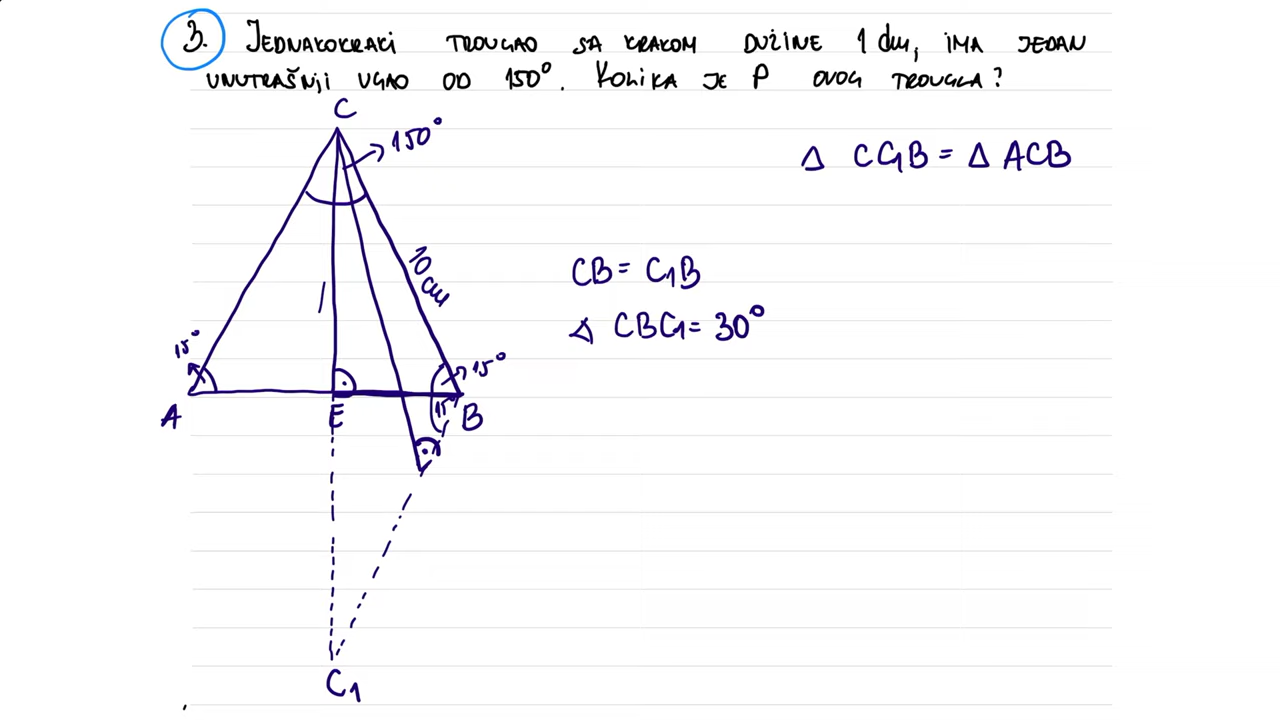 3. JEDNAKOKRAKI TROUGAO SA KRAKOM DUŽINE 1 dm, IMA JEDAN
UNUTRAŠNJI UGAO OD 150°. KOLIKA JE P OVOG TROUGLA?
C
150°
△ CC₁B = △ ACB
10 cm
CB = C₁B
∢ CBC₁ = 30°
15°
15°
15°
A
E
B
C₁